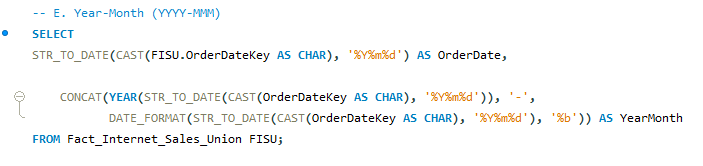 -- E. Year-Month (YYYY-MMM)
SELECT
STR_TO_DATE(CAST(FISU.OrderDateKey AS CHAR), '%Y%m%d') AS OrderDate,
CONCAT(YEAR(STR_TO_DATE(CAST(OrderDateKey AS CHAR), '%Y%m%d')), '-',
DATE_FORMAT(STR_TO_DATE(CAST(OrderDateKey AS CHAR), '%Y%m%d'), '%b')) AS YearMonth
FROM Fact_Internet_Sales_Union FISU;